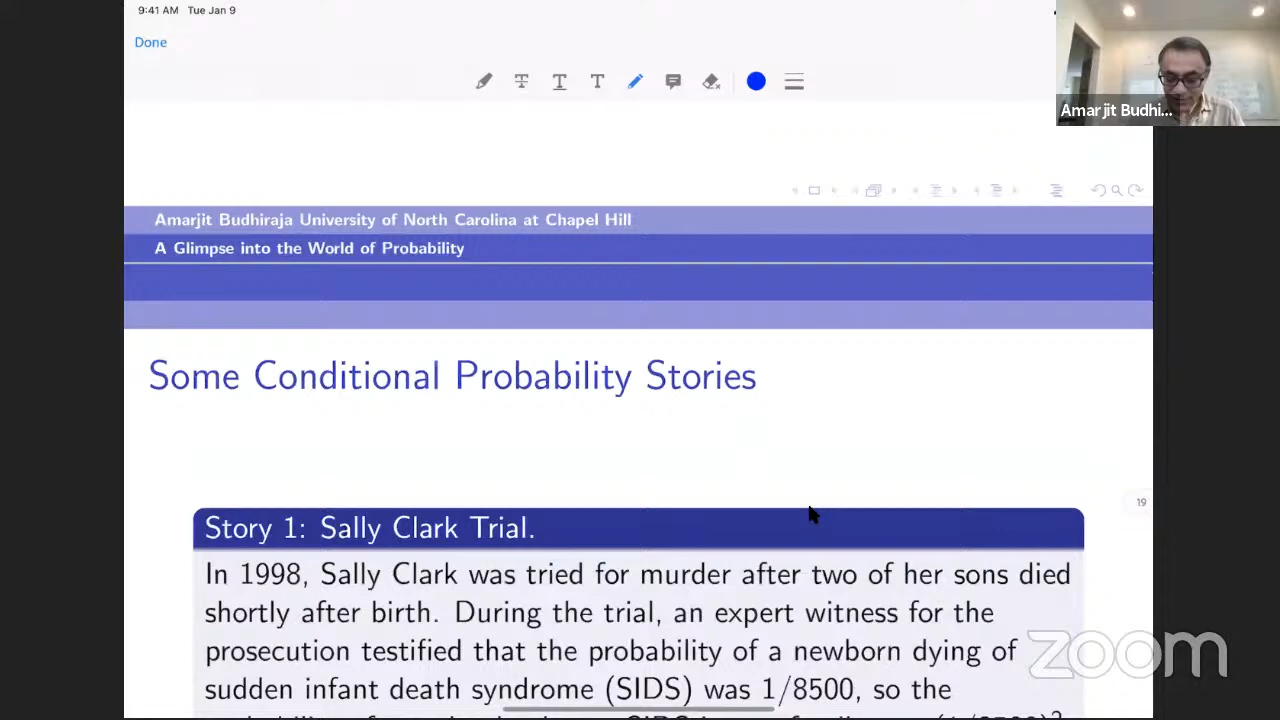 9:41 AM Tue Jan 9
Done
Amarjit Budhi...
Amarjit Budhiraja University of North Carolina at Chapel Hill
A Glimpse into the World of Probability
Some Conditional Probability Stories
19
Story 1: Sally Clark Trial.
In 1998, Sally Clark was tried for murder after two of her sons died
shortly after birth. During the trial, an expert witness for the
prosecution testified that the probability of a newborn dying of
sudden infant death syndrome (SIDS) was 1/8500, so the
zoom